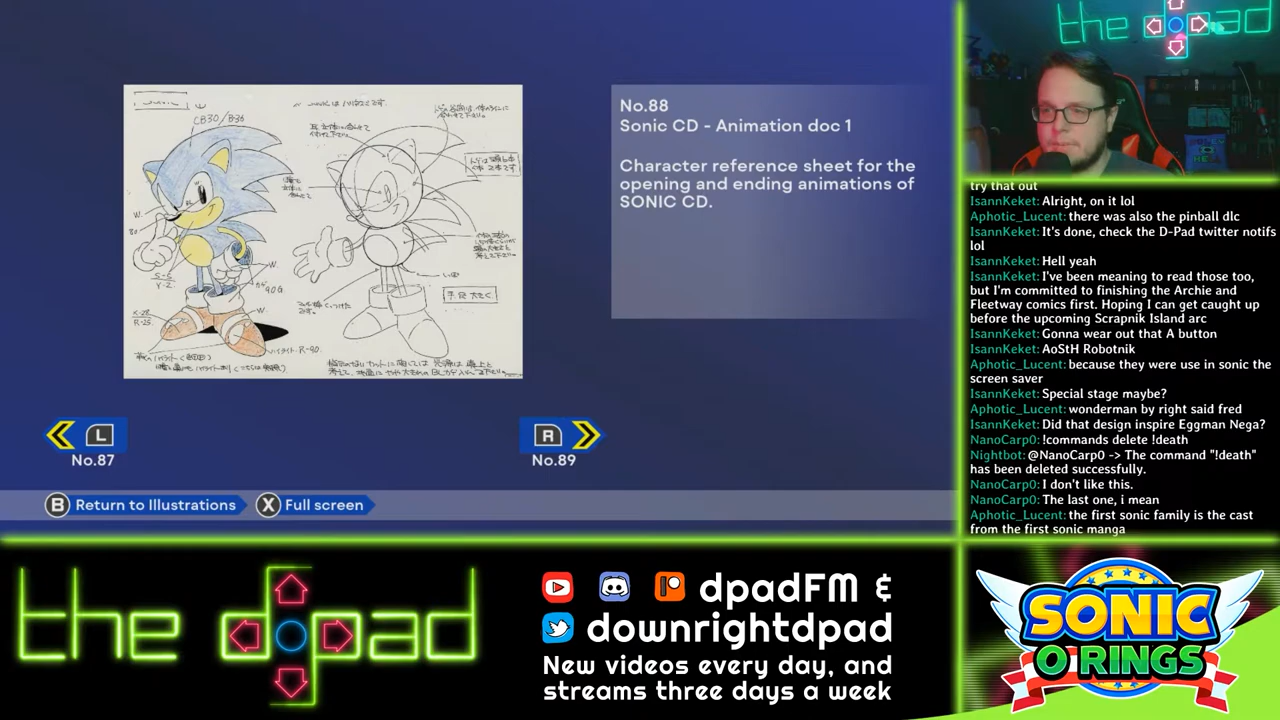 No.88
Sonic CD - Animation doc 1
Character reference sheet for the
opening and ending animations of
SONIC CD.
CB30/B36
W.
W.
W.
R-90.
L
No.87
R
No.89
B Return to Illustrations
X Full screen
the dpad
try that out
IsannKeket: Alright, on it lol
Aphotic_Lucent: there was also the pinball dlc
IsannKeket: It's done, check the D-Pad twitter notifs
lol
IsannKeket: Hell yeah
IsannKeket: I've been meaning to read those too,
but I'm committed to finishing the Archie and
Fleetway comics first. Hoping I can get caught up
before the upcoming Scrapnik Island arc
IsannKeket: Gonna wear out that A button
IsannKeket: AoStH Robotnik
Aphotic_Lucent: because they were use in sonic the
screen saver
IsannKeket: Special stage maybe?
Aphotic_Lucent: wonderman by right said fred
IsannKeket: Did that design inspire Eggman Nega?
NanoCarp0: !commands delete !death
Nightbot: @NanoCarp0 -> The command "!death"
has been deleted successfully.
NanoCarp0: I don't like this.
NanoCarp0: The last one, i mean
Aphotic_Lucent: the first sonic family is the cast
from the first sonic manga
the dpad
dpadFM &
downrightdpad
New videos every day, and
streams three days a week
SONIC
O RINGS